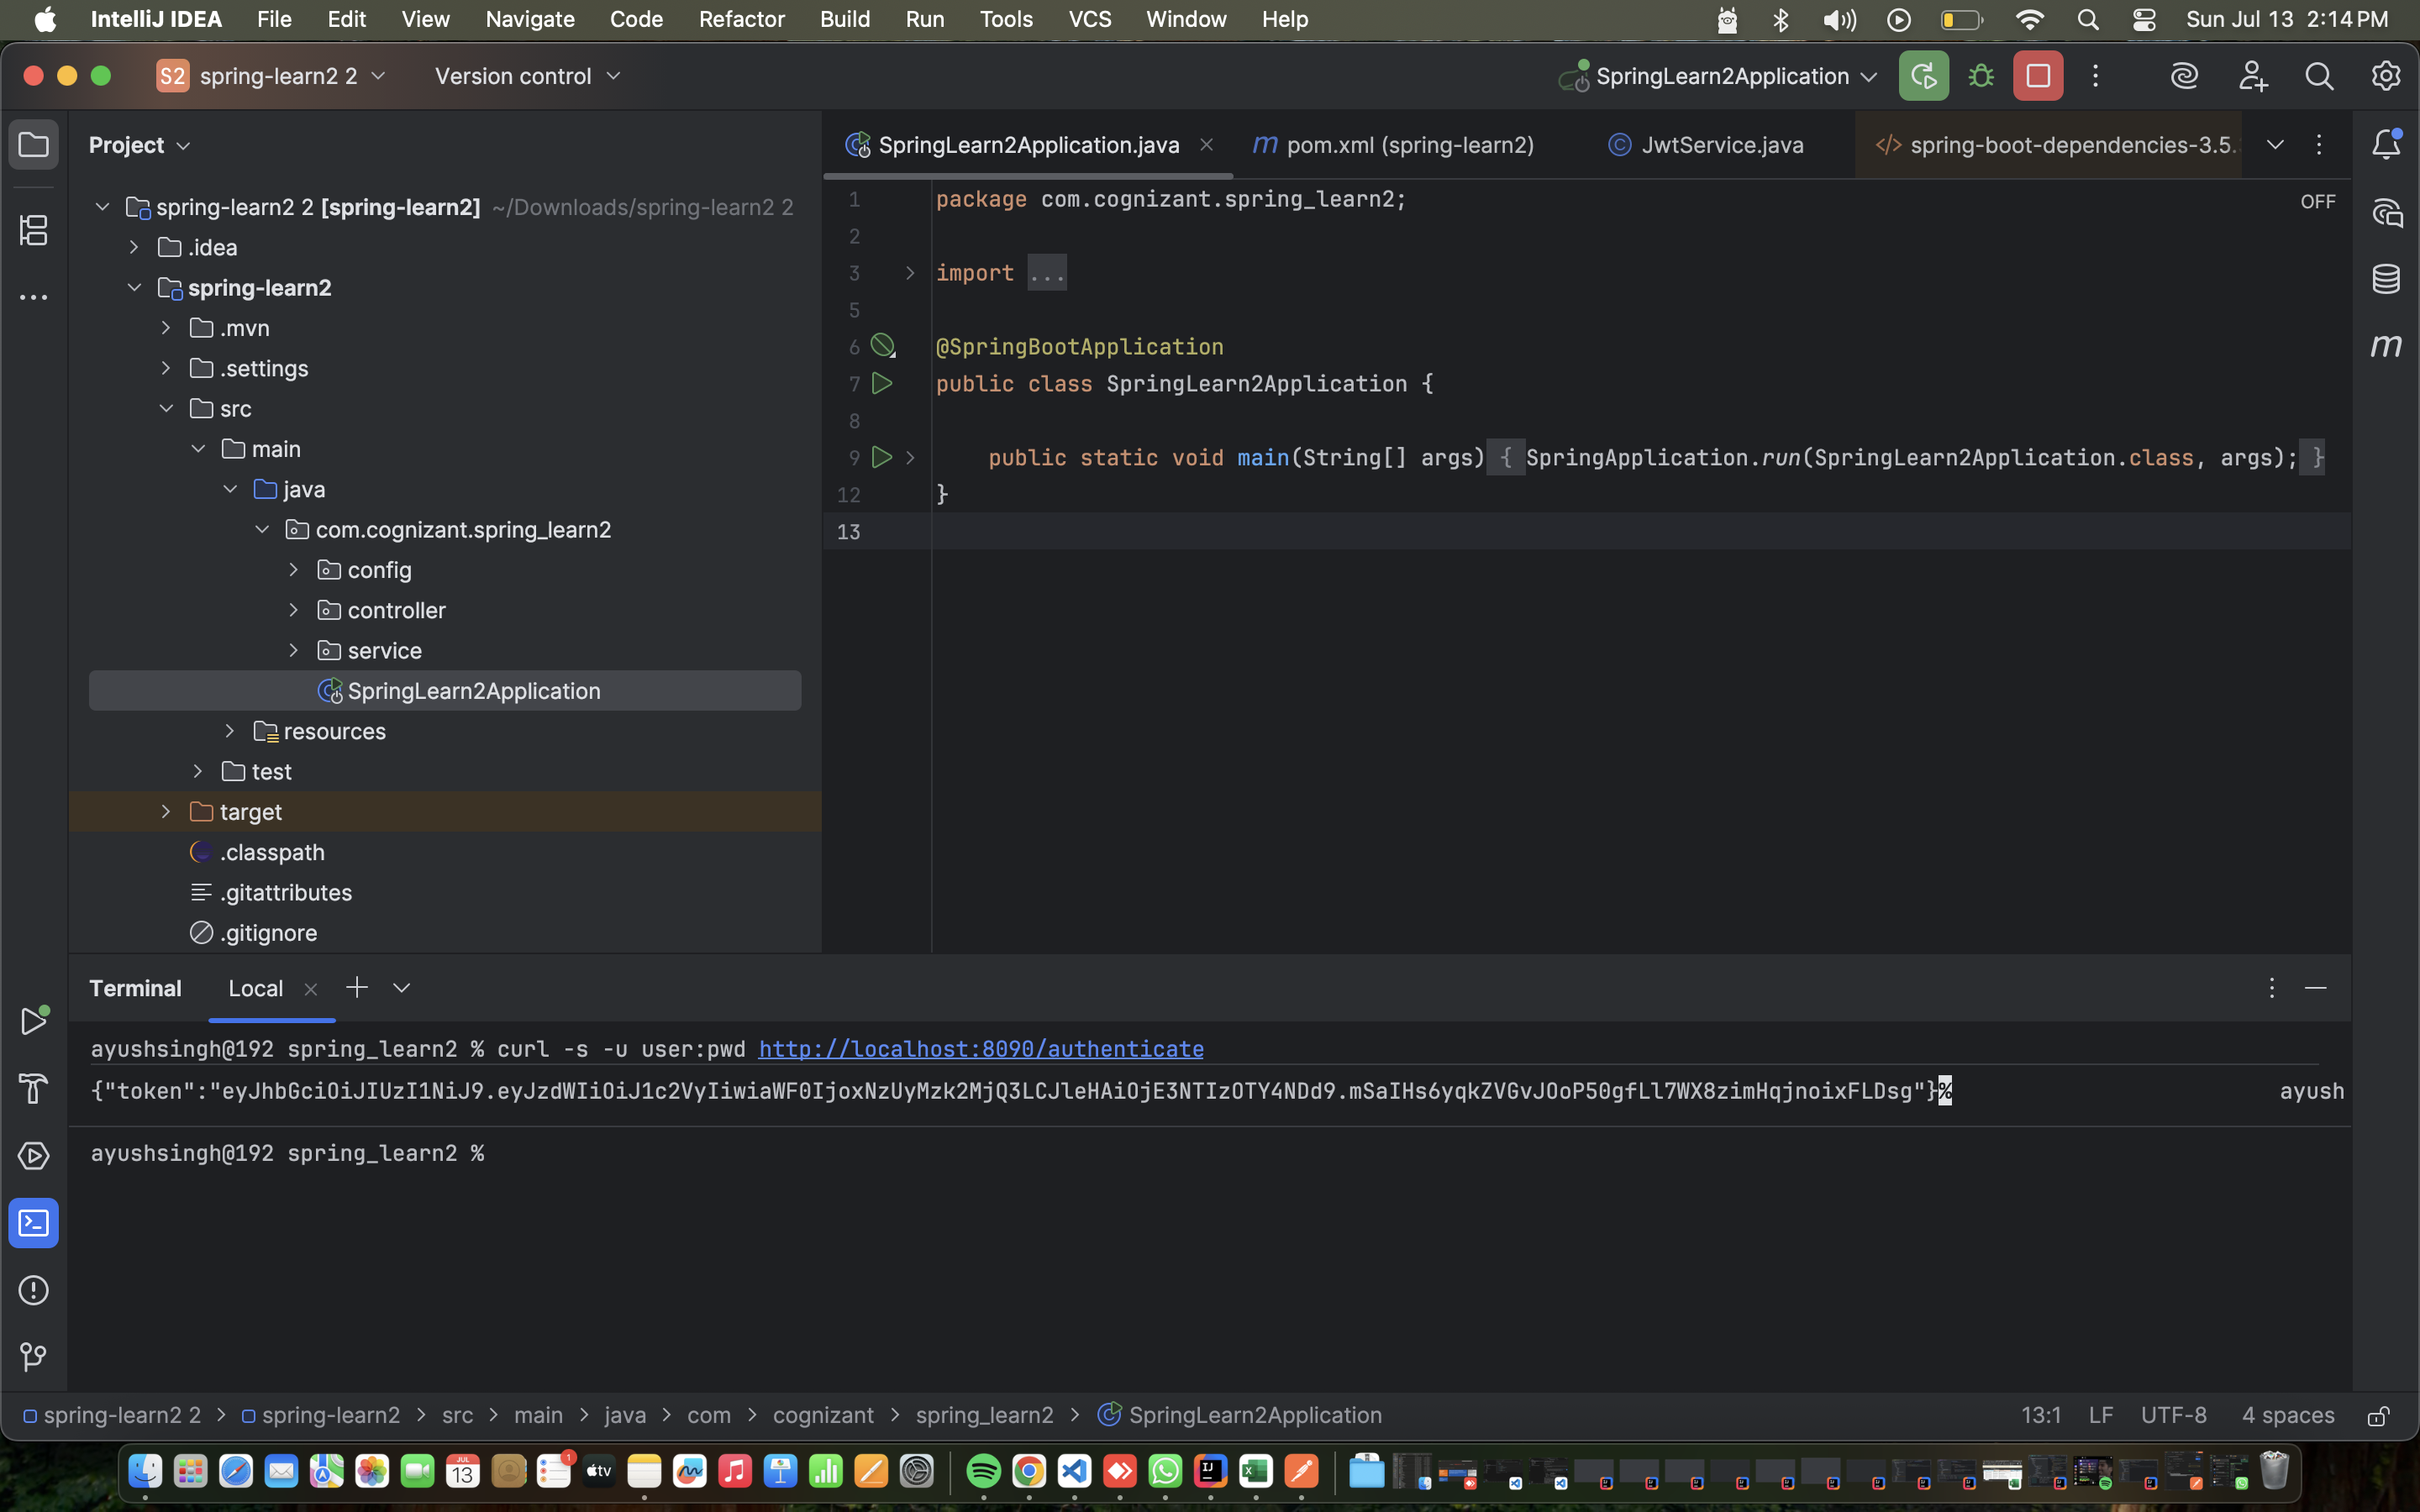 IntelliJ IDEA File Edit View Navigate Code Refactor Build Run Tools VCS Window Help Sun Jul 13 2:14 PM
S2 spring-learn2 2 Version control SpringLearn2Application
Project
SpringLearn2Application.java pom.xml (spring-learn2) JwtService.java spring-boot-dependencies-3.5.
spring-learn2 2 [spring-learn2] ~/Downloads/spring-learn2 2
.idea
spring-learn2
.mvn
.settings
src
main
java
com.cognizant.spring_learn2
config
controller
service
SpringLearn2Application
resources
test
target
.classpath
.gitattributes
.gitignore
OFF
1 package com.cognizant.spring_learn2;
2
3 import ...
5
6 @SpringBootApplication
7 public class SpringLearn2Application {
8
9 public static void main(String[] args) { SpringApplication.run(SpringLearn2Application.class, args); }
12 }
13
Terminal Local
ayushsingh@192 spring_learn2 % curl -s -u user:pwd http://localhost:8090/authenticate
{"token":"eyJhbGciOiJIUzI1NiJ9.eyJzdWIiOiJ1c2VyIiwiaWF0IjoxNzUyMzk2MjQ3LCJleHAiOjE3NTIzOTY4NDd9.mSaIHs6yqkZVGvJOoP50gfLl7WX8zimHqjnoixFLDsg"}% ayush
ayushsingh@192 spring_learn2 %
spring-learn2 2 > spring-learn2 > src > main > java > com > cognizant > spring_learn2 > SpringLearn2Application 13:1 LF UTF-8 4 spaces
JUL
13
1
tv
IJ